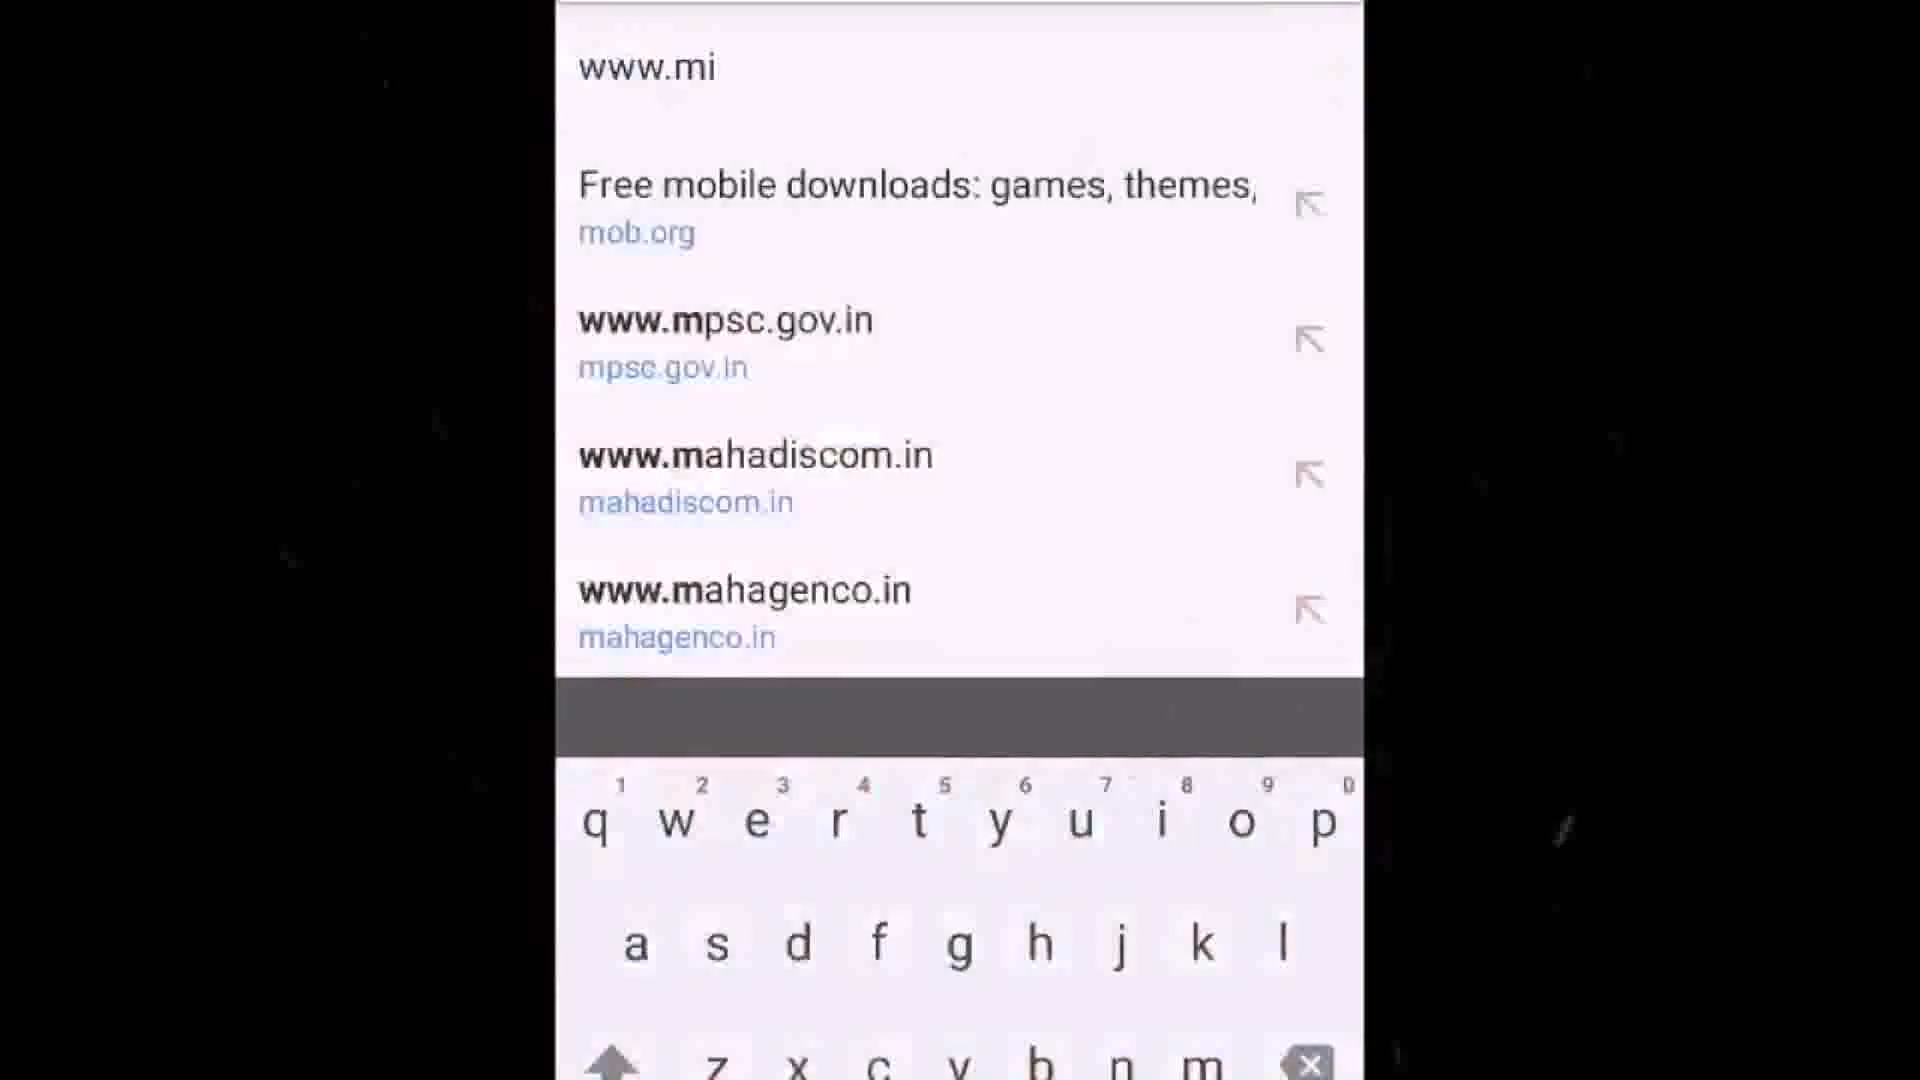 www.mi
Free mobile downloads: games, themes,
mob.org
www.mpsc.gov.in
mpsc.gov.in
www.mahadiscom.in
mahadiscom.in
www.mahagenco.in
mahagenco.in
1 2 3 4 5 6 7 8 9 0
q w e r t y u i o p
a s d f g h j k l
z x c v b n m